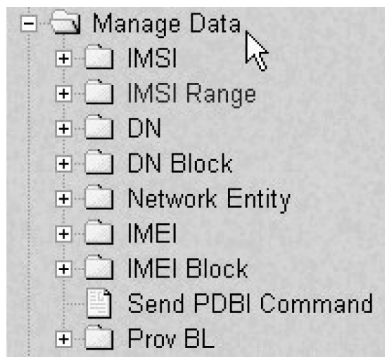 Manage Data
IMSI
IMSI Range
DN
DN Block
Network Entity
IMEI
IMEI Block
Send PDBI Command
Prov BL